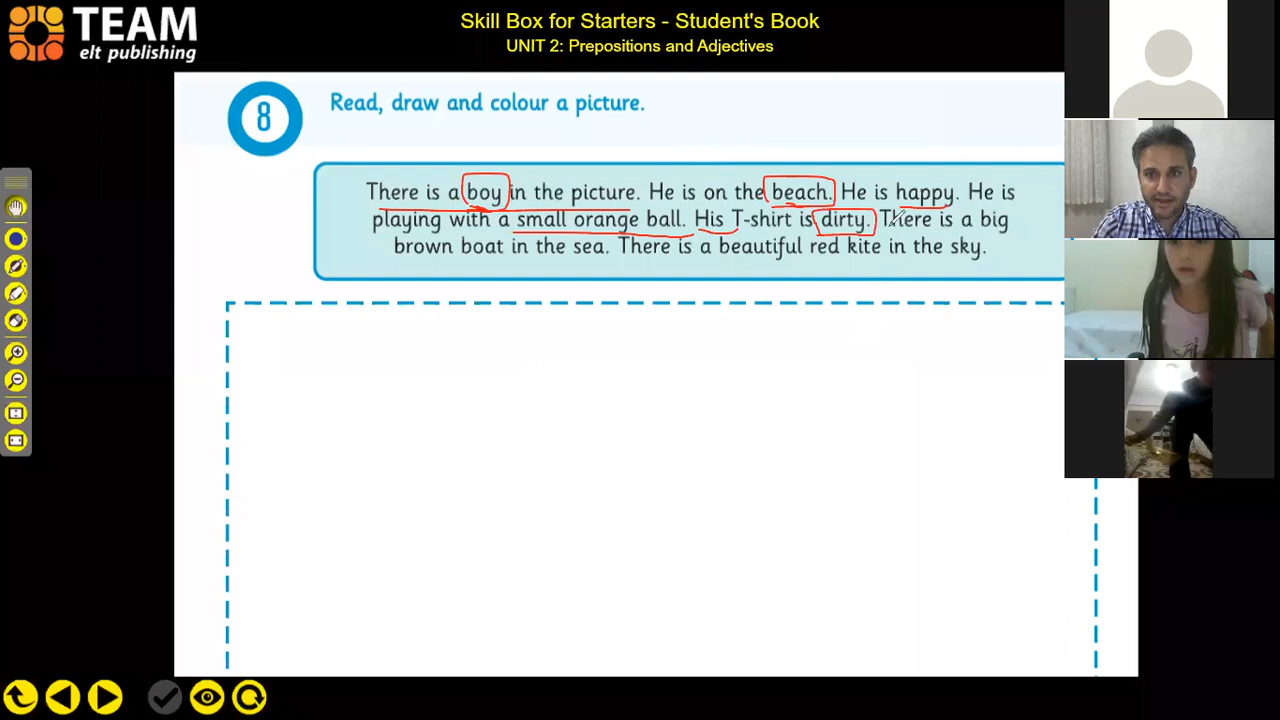 TEAM
elt publishing
Skill Box for Starters - Student's Book
UNIT 2: Prepositions and Adjectives
8
Read, draw and colour a picture.
There is a boy in the picture. He is on the beach. He is happy. He is
playing with a small orange ball. His T-shirt is dirty. There is a big
brown boat in the sea. There is a beautiful red kite in the sky.